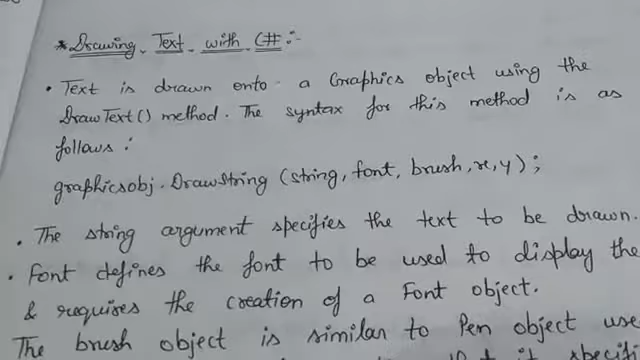 * Drawing Text with C# :-
• Text is drawn onto a Graphics object using the
DrawText() method. The syntax for this method is as
follows :
graphicsobj.DrawString (string, font, brush, x, y);
• The string argument specifies the text to be drawn.
• Font defines the font to be used to display the
& requires the creation of a Font object.
The brush object is similar to Pen object use